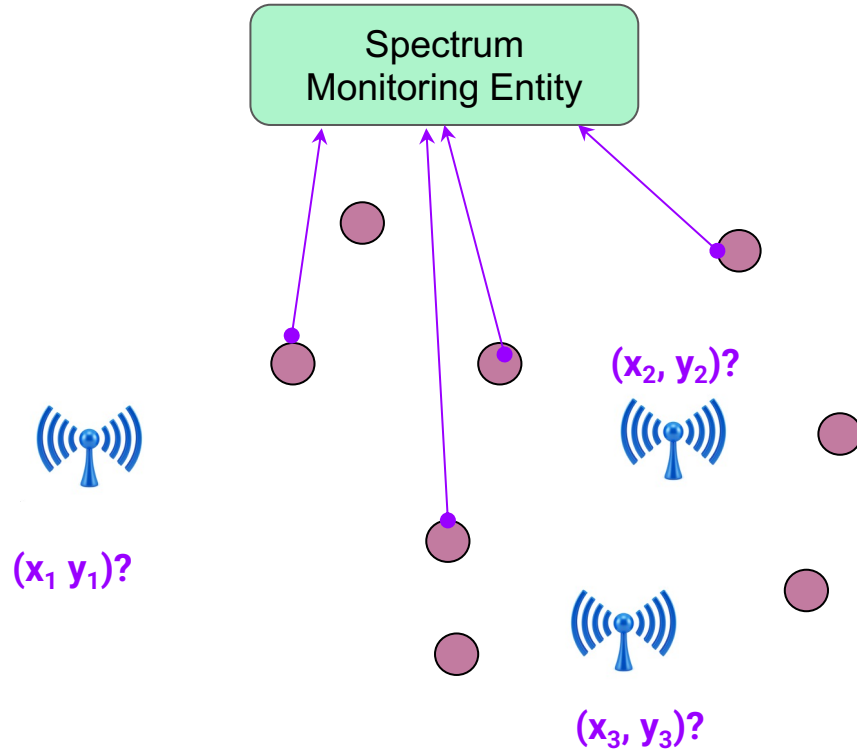 Spectrum
Monitoring Entity
(x₂, y₂)?
(x₁ y₁)?
(x₃, y₃)?